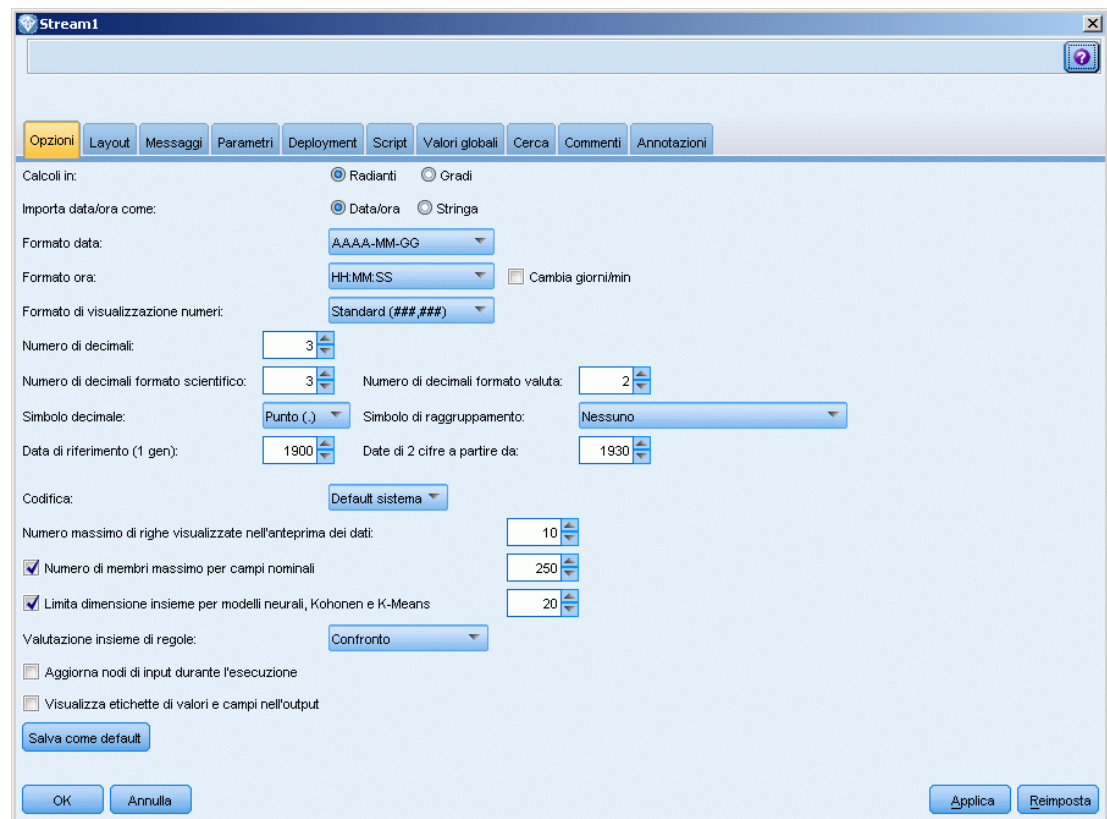 Stream1
Opzioni Layout Messaggi Parametri Deployment Script Valori globali Cerca Commenti Annotazioni
Calcoli in: Radianti Gradi
Importa data/ora come: Data/ora Stringa
Formato data: AAAA-MM-GG
Formato ora: HH:MM:SS Cambia giorni/min
Formato di visualizzazione numeri: Standard (###,###)
Numero di decimali: 3
Numero di decimali formato scientifico: 3 Numero di decimali formato valuta: 2
Simbolo decimale: Punto (.) Simbolo di raggruppamento: Nessuno
Data di riferimento (1 gen): 1900 Date di 2 cifre a partire da: 1930
Codifica: Default sistema
Numero massimo di righe visualizzate nell'anteprima dei dati: 10
Numero di membri massimo per campi nominali 250
Limita dimensione insieme per modelli neurali, Kohonen e K-Means 20
Valutazione insieme di regole: Confronto
Aggiorna nodi di input durante l'esecuzione
Visualizza etichette di valori e campi nell'output
Salva come default
OK Annulla Applica Reimposta